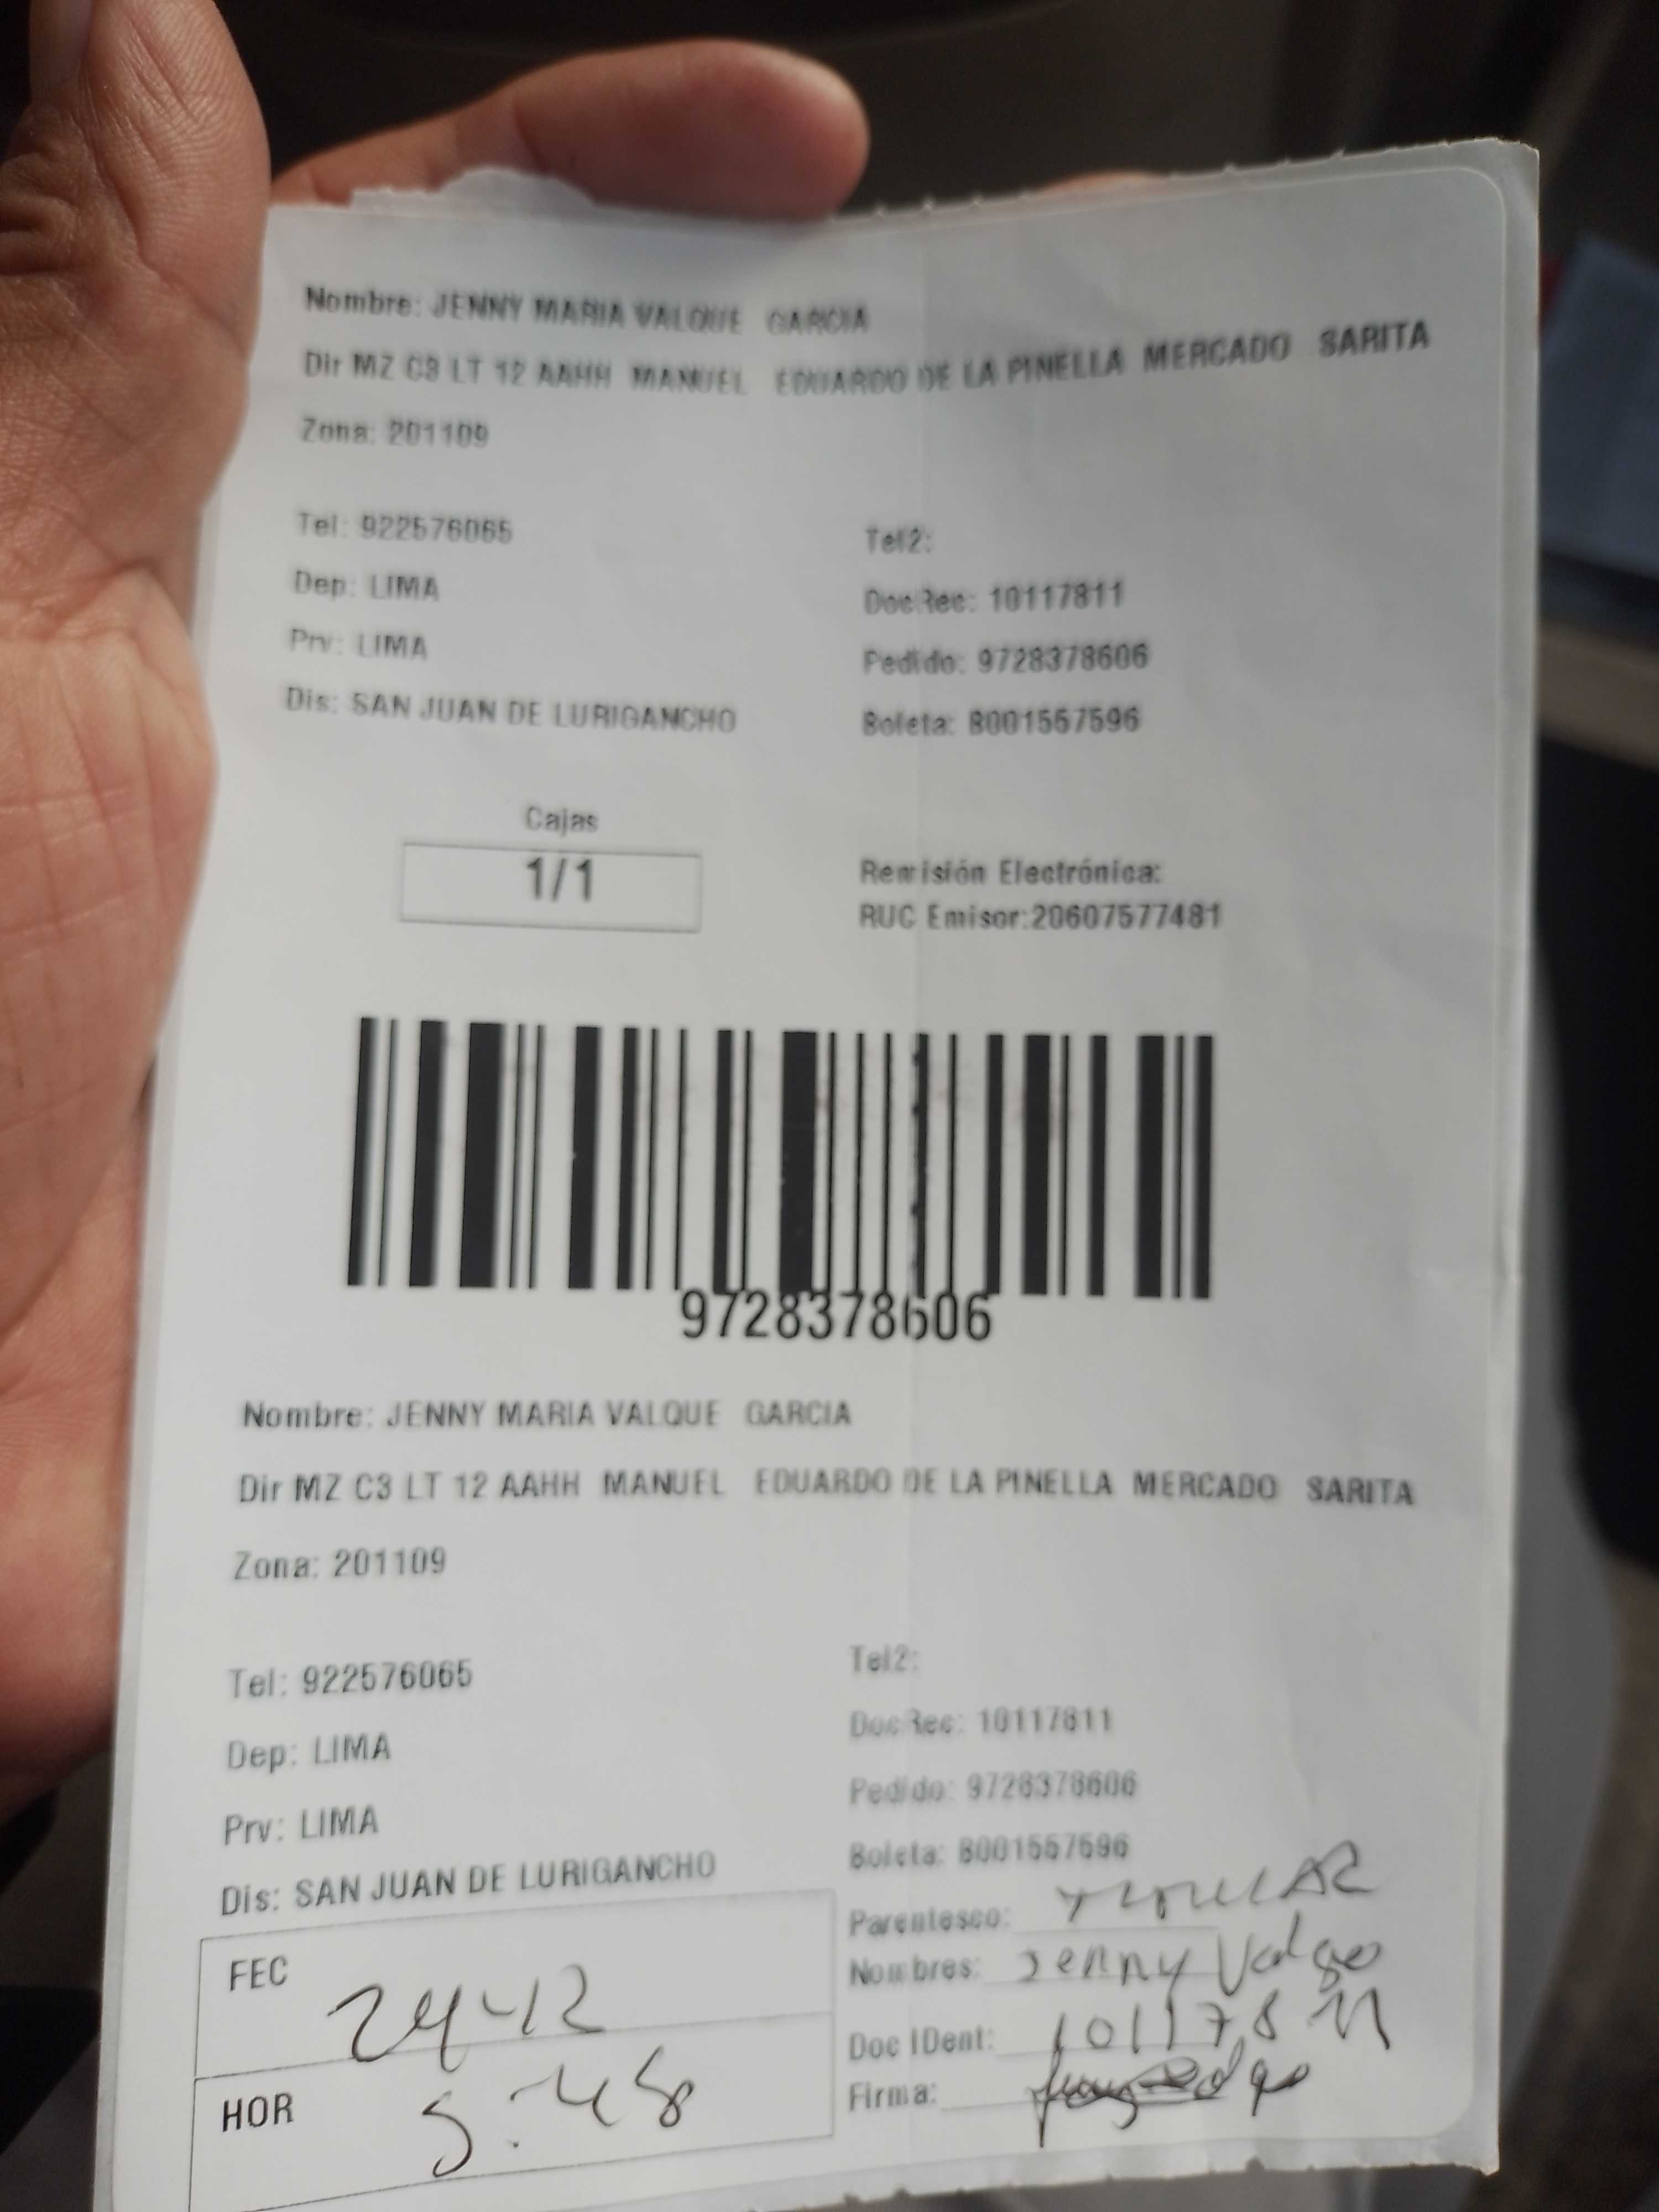 Nombre: JENNY MARIA VALQUE GARCIA
Dir MZ C3 LT 12 AAHH MANUEL EDUARDO DE LA PINELLA MERCADO SARITA
Zona: 201109
Tel: 922576065
Tel2:
Dep: LIMA
DocRec: 10117811
Prv: LIMA
Pedido: 9728378606
Dis: SAN JUAN DE LURIGANCHO
Boleta: B001557596
Cajas
1/1
Remisión Electrónica:
RUC Emisor:20607577481
9728378606
Nombre: JENNY MARIA VALQUE GARCIA
Dir MZ C3 LT 12 AAHH MANUEL EDUARDO DE LA PINELLA MERCADO SARITA
Zona: 201109
Tel: 922576065
Tel2:
Dep: LIMA
DocRec: 10117811
Prv: LIMA
Pedido: 9728378606
Dis: SAN JUAN DE LURIGANCHO
Boleta: B001557596
Parentesco:
Nombres: Jenny Valqe
Doc IDent: 10117811
Firma:
FEC 24-12
HOR